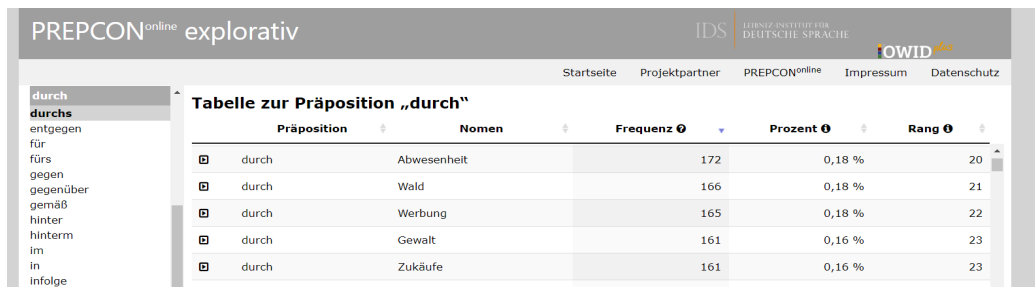 PREPCONonline explorativ
IDS LEIBNIZ-INSTITUT FÜR
DEUTSCHE SPRACHE
OWIDplus
Startseite Projektpartner PREPCONonline Impressum Datenschutz
durch
durchs
entgegen
für
fürs
gegen
gegenüber
gemäß
hinter
hinterm
im
in
infolge
Tabelle zur Präposition „durch“
Präposition Nomen Frequenz Prozent Rang
durch Abwesenheit 172 0,18 % 20
durch Wald 166 0,18 % 21
durch Werbung 165 0,18 % 22
durch Gewalt 161 0,16 % 23
durch Zukäufe 161 0,16 % 23